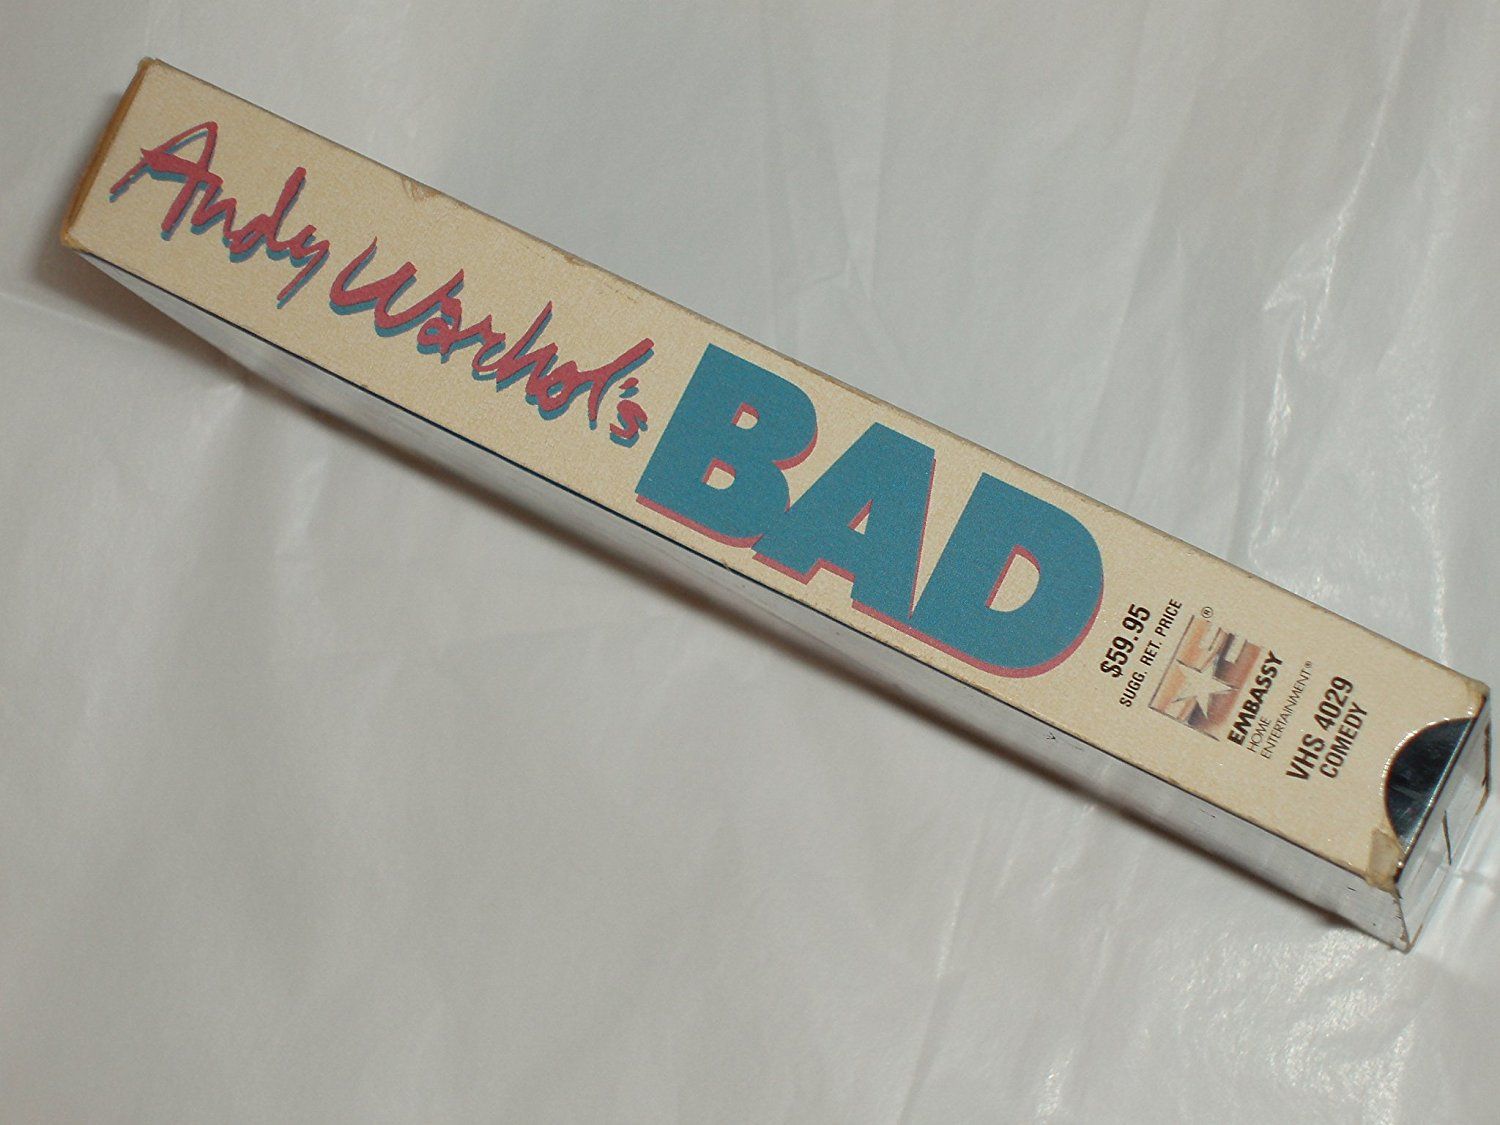 Andy Warhol's
BAD
$59.95
SUGG. RET. PRICE
®
EMBASSY
HOME
ENTERTAINMENT®
VHS 4029
COMEDY